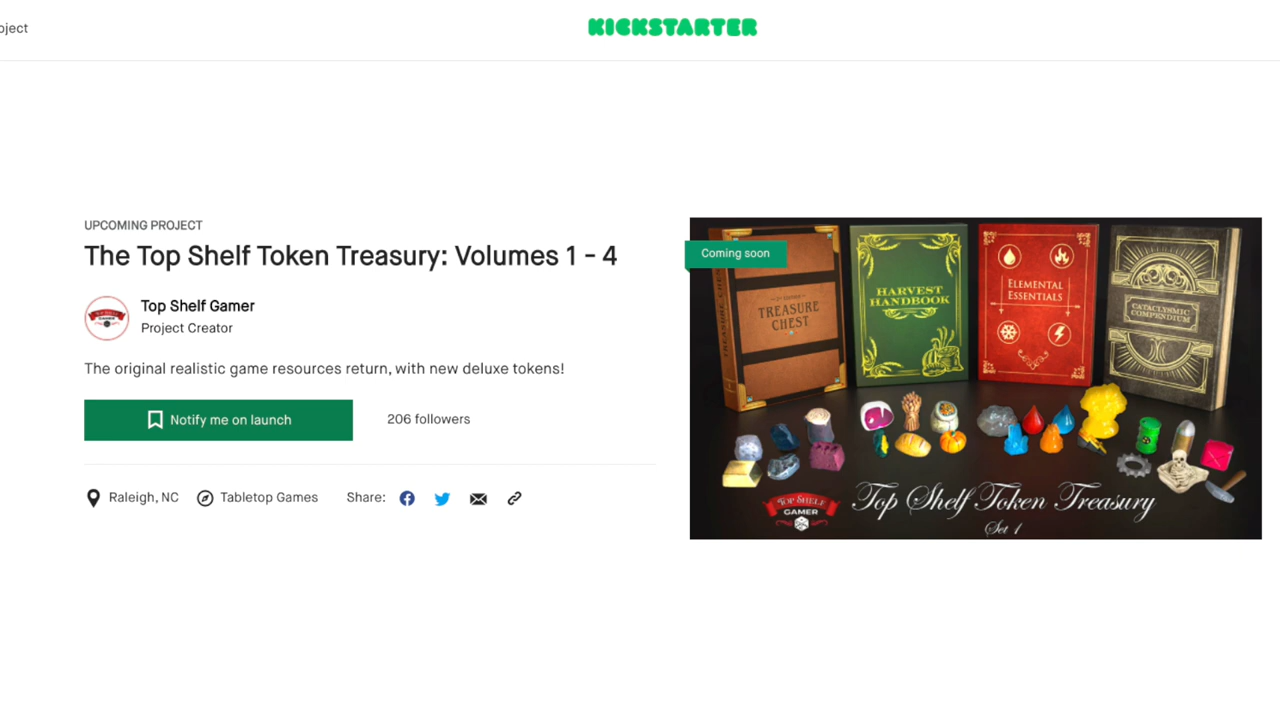 oject
KICKSTARTER
UPCOMING PROJECT
The Top Shelf Token Treasury: Volumes 1 - 4
Top Shelf Gamer
Project Creator
The original realistic game resources return, with new deluxe tokens!
Notify me on launch
206 followers
Raleigh, NC
Tabletop Games
Share:
Coming soon
TREASURE CHEST
TREASURE
CHEST
HARVEST
HANDBOOK
ELEMENTAL
ESSENTIALS
CATACLYSMIC
COMPENDIUM
TOP SHELF
GAMER
Top Shelf Token Treasury
Set 1